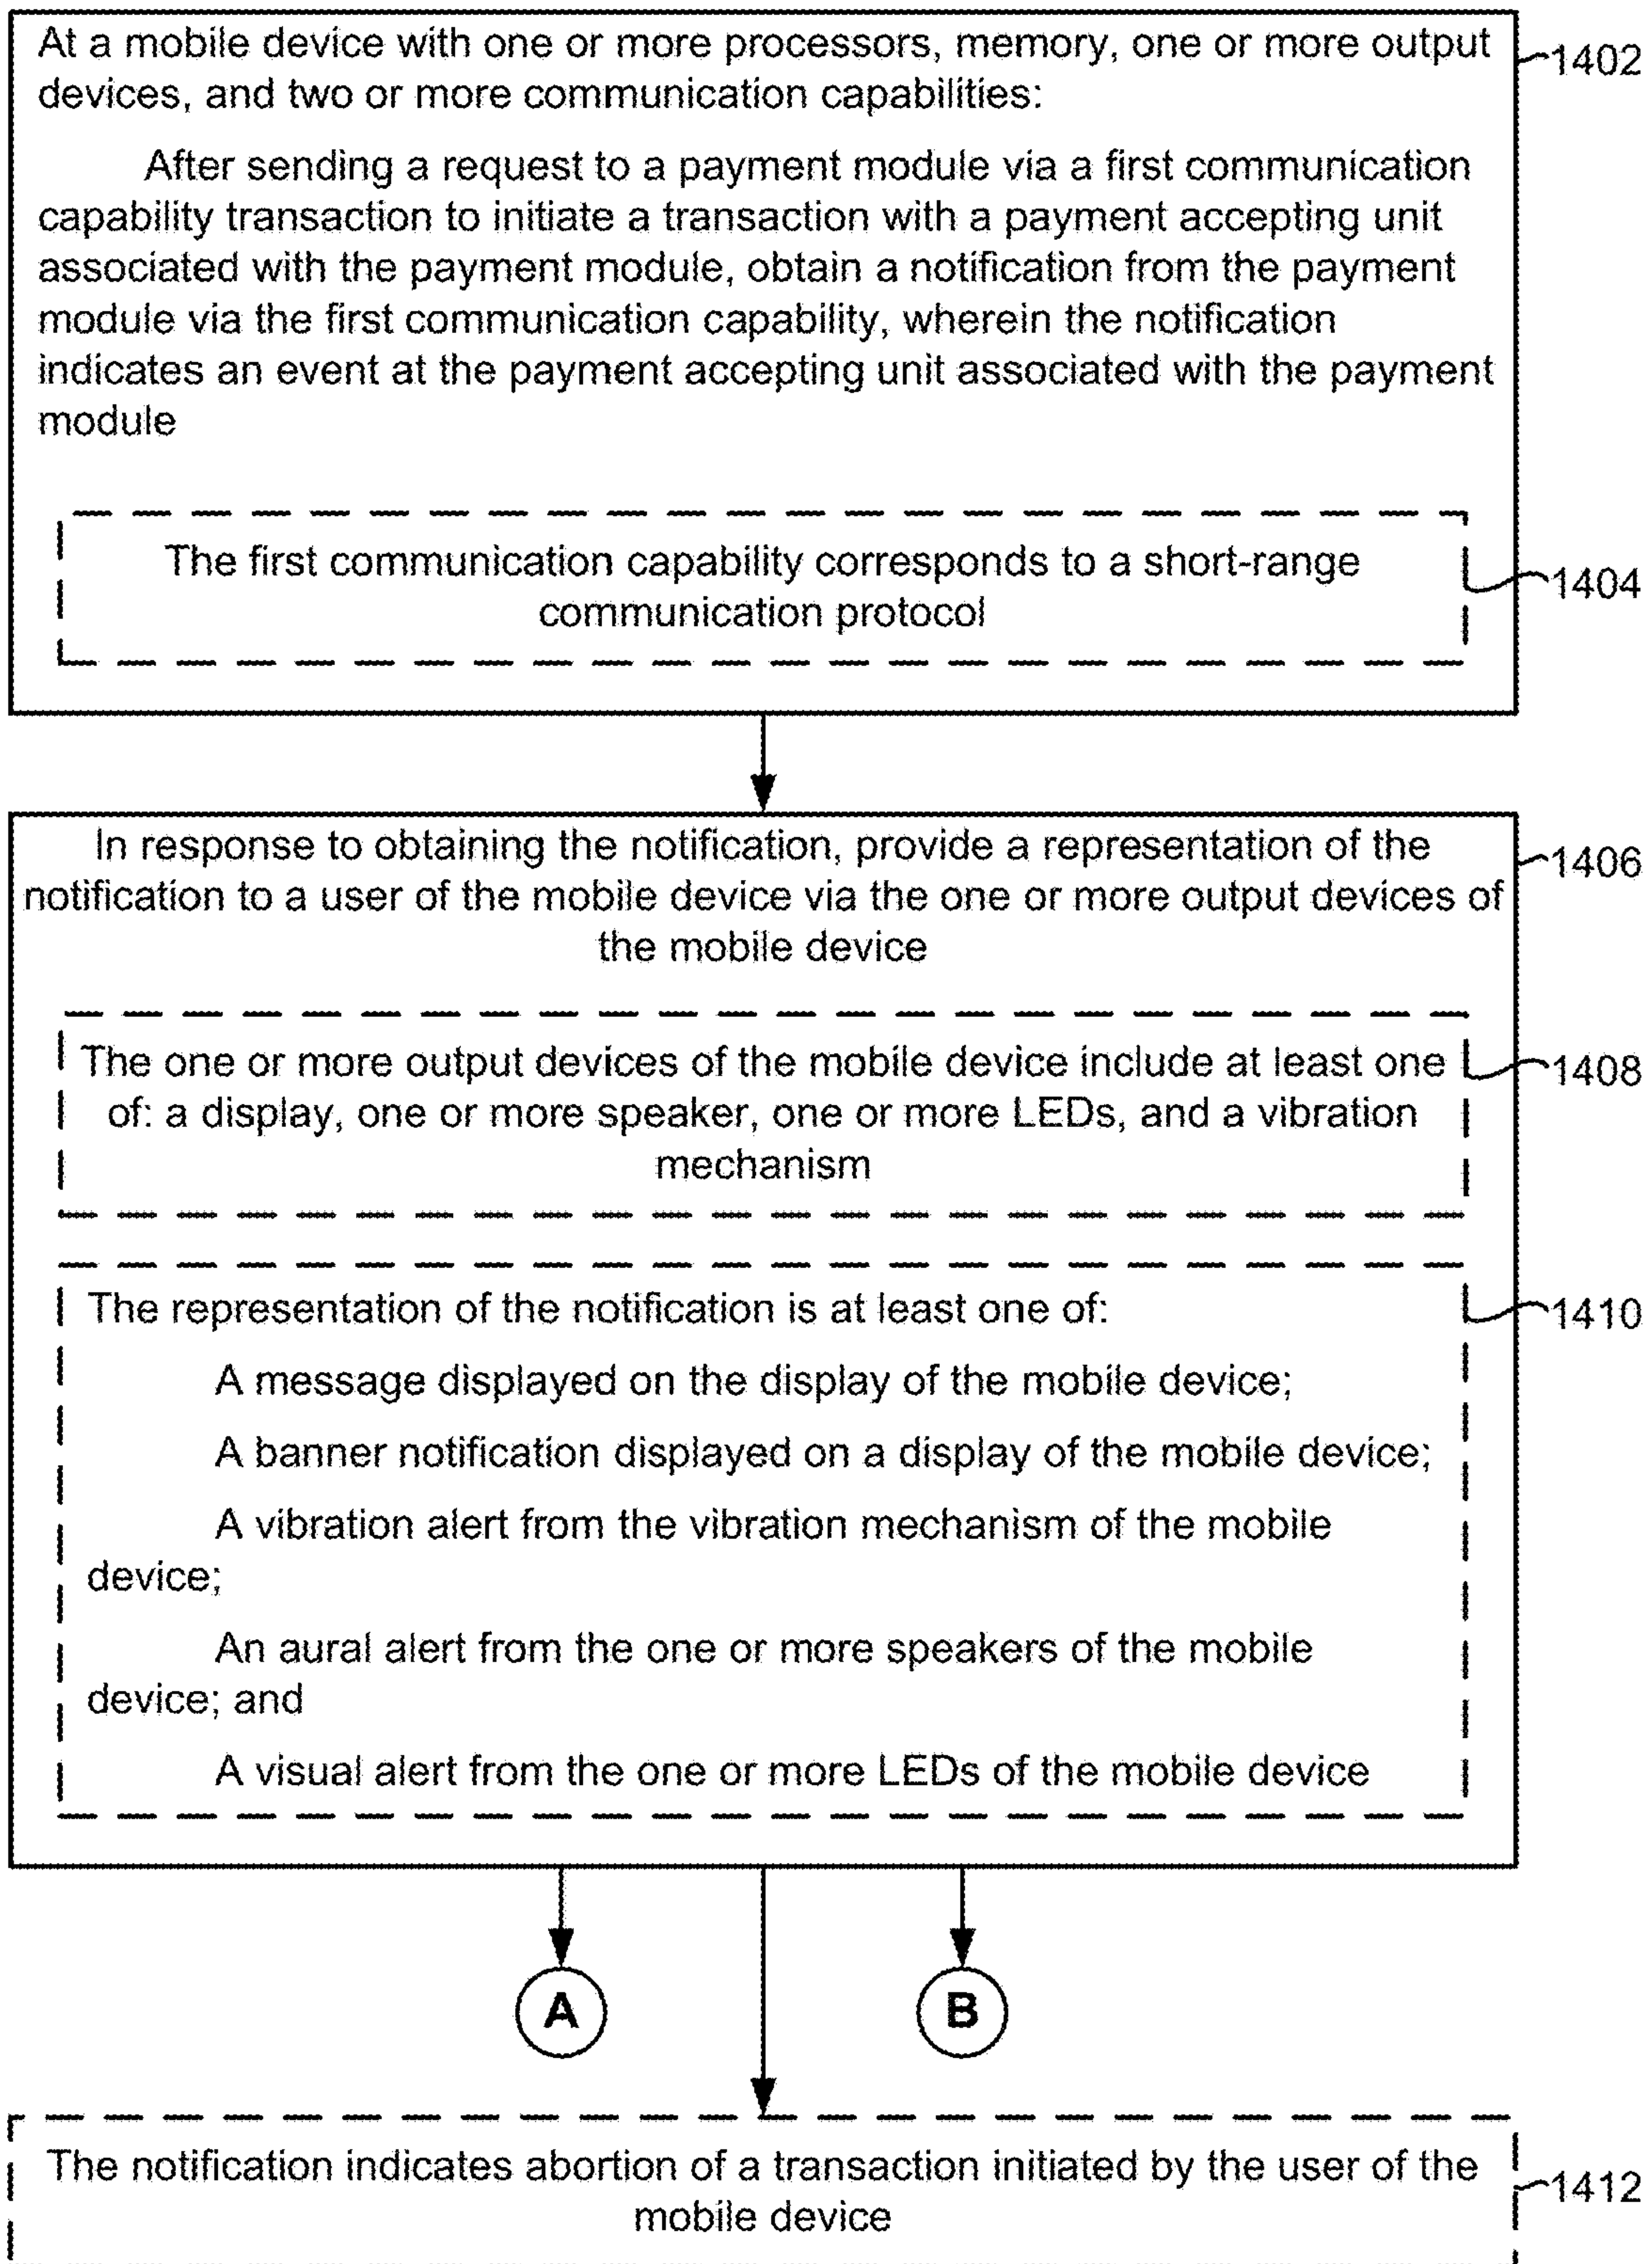 At a mobile device with one or more processors, memory, one or more output
devices, and two or more communication capabilities:
1402
After sending a request to a payment module via a first communication
capability transaction to initiate a transaction with a payment accepting unit
associated with the payment module, obtain a notification from the payment
module via the first communication capability, wherein the notification
indicates an event at the payment accepting unit associated with the payment
module
The first communication capability corresponds to a short-range
communication protocol
1404
In response to obtaining the notification, provide a representation of the
notification to a user of the mobile device via the one or more output devices of
the mobile device
1406
The one or more output devices of the mobile device include at least one
of: a display, one or more speaker, one or more LEDs, and a vibration
mechanism
1408
The representation of the notification is at least one of:
1410
A message displayed on the display of the mobile device;
A banner notification displayed on a display of the mobile device;
A vibration alert from the vibration mechanism of the mobile
device;
An aural alert from the one or more speakers of the mobile
device; and
A visual alert from the one or more LEDs of the mobile device
A
B
The notification indicates abortion of a transaction initiated by the user of the
mobile device
1412